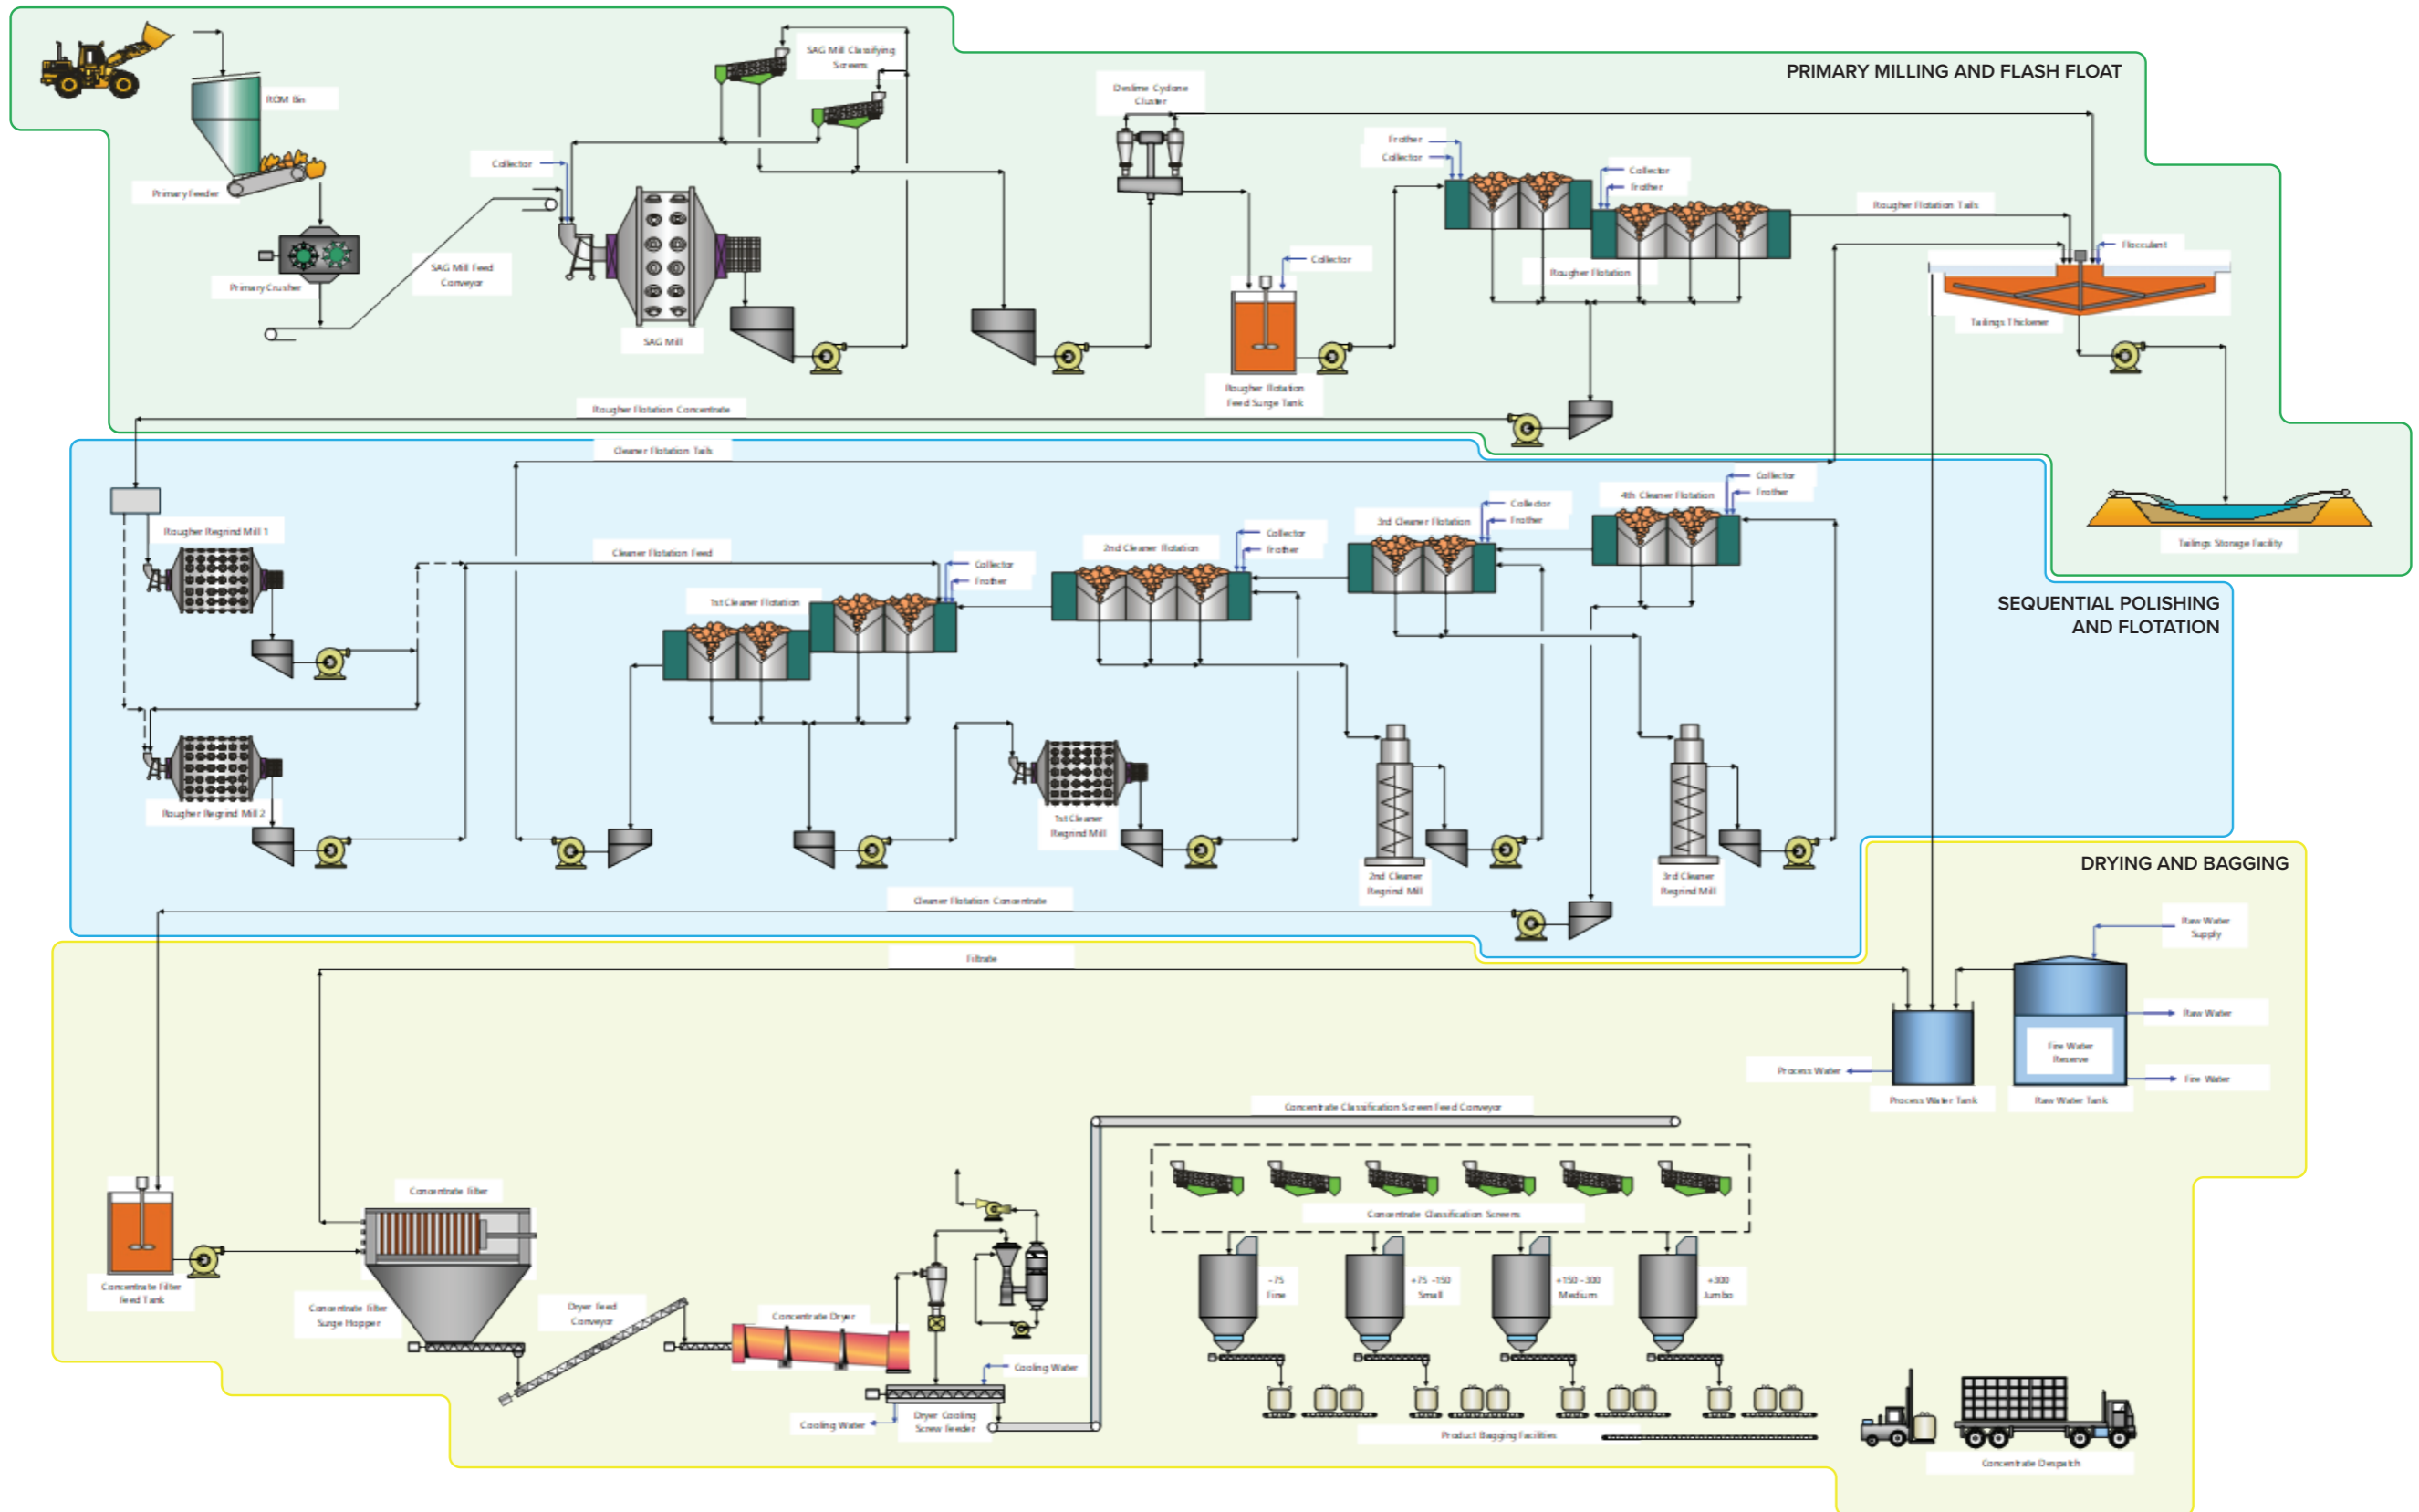 PRIMARY MILLING AND FLASH FLOAT
SAG Mill Classifying
Screens
ROM Bin
Deslime Cyclone
Cluster
Frother
Collector
Collector
Frother
Collector
Primary Feeder
Rougher Flotation Tails
Flocculant
SAG Mill Feed
Conveyor
Collector
Rougher Flotation
Primary Crusher
Tailings Thickener
SAG Mill
Rougher Flotation
Feed Surge Tank
Rougher Flotation Concentrate
Cleaner Flotation Tails
Collector
Frother
4th Cleaner Flotation
Collector
Frother
3rd Cleaner Flotation
Rougher Regrind Mill 1
Collector
Frother
2nd Cleaner Flotation
Tailings Storage Facility
Cleaner Flotation Feed
Collector
Frother
1st Cleaner Flotation
SEQUENTIAL POLISHING
AND FLOTATION
Rougher Regrind Mill 2
1st Cleaner
Regrind Mill
2nd Cleaner
Regrind Mill
3rd Cleaner
Regrind Mill
DRYING AND BAGGING
Cleaner Flotation Concentrate
Raw Water
Supply
Filtrate
Raw Water
Fire Water
Reserve
Process Water
Fire Water
Process Water Tank
Raw Water Tank
Concentrate Classification Screen Feed Conveyor
Concentrate Filter
Concentrate Classification Screens
Concentrate Filter
Feed Tank
-75
Fine
+75 -150
Small
+150 -300
Medium
+300
Jumbo
Concentrate Filter
Surge Hopper
Dryer Feed
Conveyor
Concentrate Dryer
Cooling Water
Cooling Water
Dryer Cooling
Screw Feeder
Product Bagging Facilities
Concentrate Despatch